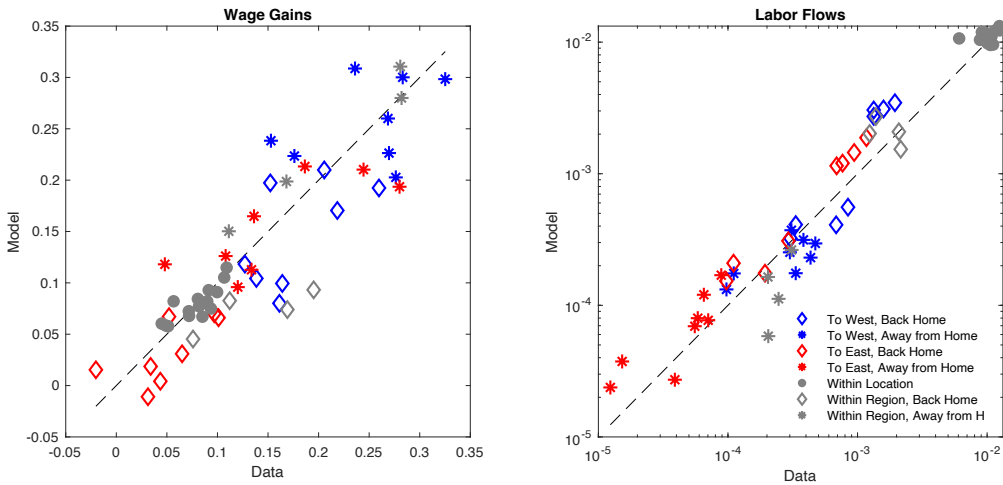 Wage Gains
0.35
0.3
0.25
0.2
0.15
0.1
0.05
0
-0.05
-0.05 0 0.05 0.1 0.15 0.2 0.25 0.3 0.35
Model
Data
Labor Flows
10^-2
10^-3
10^-4
10^-5
10^-5 10^-4 10^-3 10^-2
Model
Data
To West, Back Home
To West, Away from Home
To East, Back Home
To East, Away from Home
Within Location
Within Region, Back Home
Within Region, Away from H